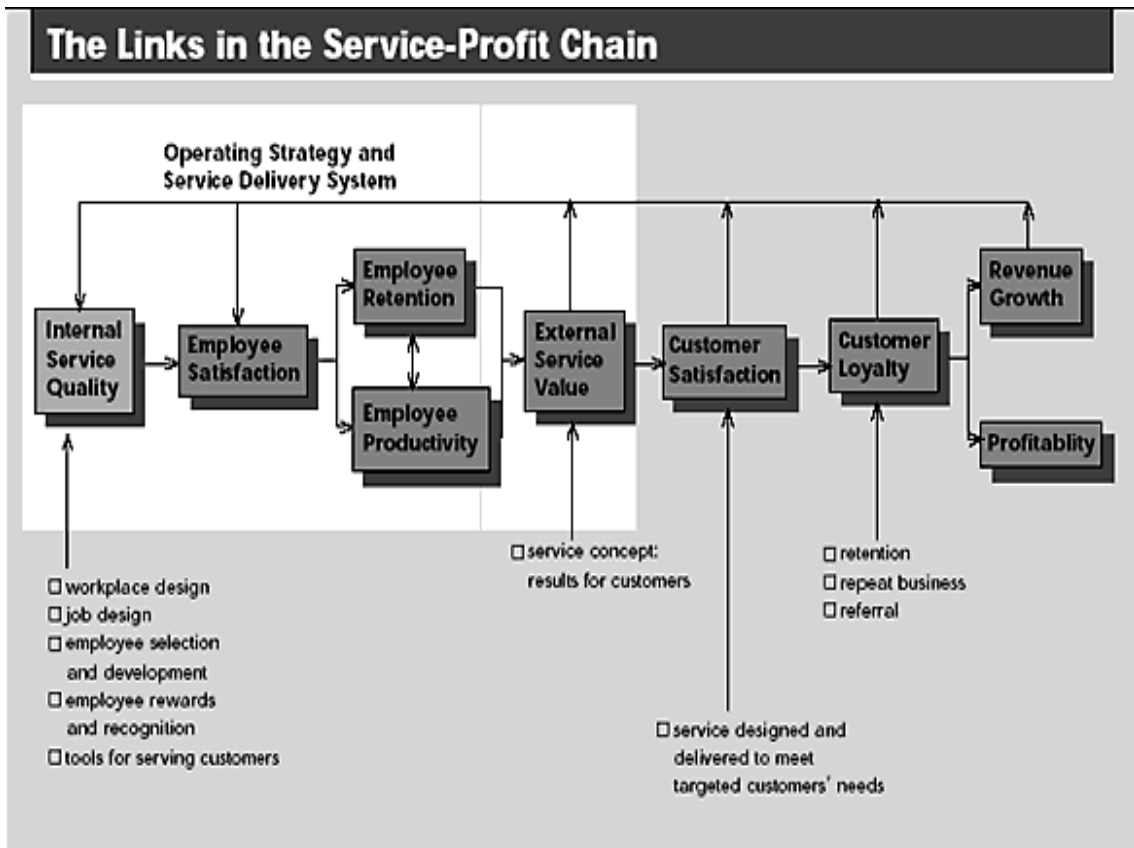 The Links in the Service-Profit Chain
Operating Strategy and
Service Delivery System
Internal
Service
Quality
Employee
Satisfaction
Employee
Retention
Employee
Productivity
External
Service
Value
Customer
Satisfaction
Customer
Loyalty
Revenue
Growth
Profitablity
workplace design
job design
employee selection
and development
employee rewards
and recognition
tools for serving customers
service concept:
results for customers
service designed and
delivered to meet
targeted customers' needs
retention
repeat business
referral